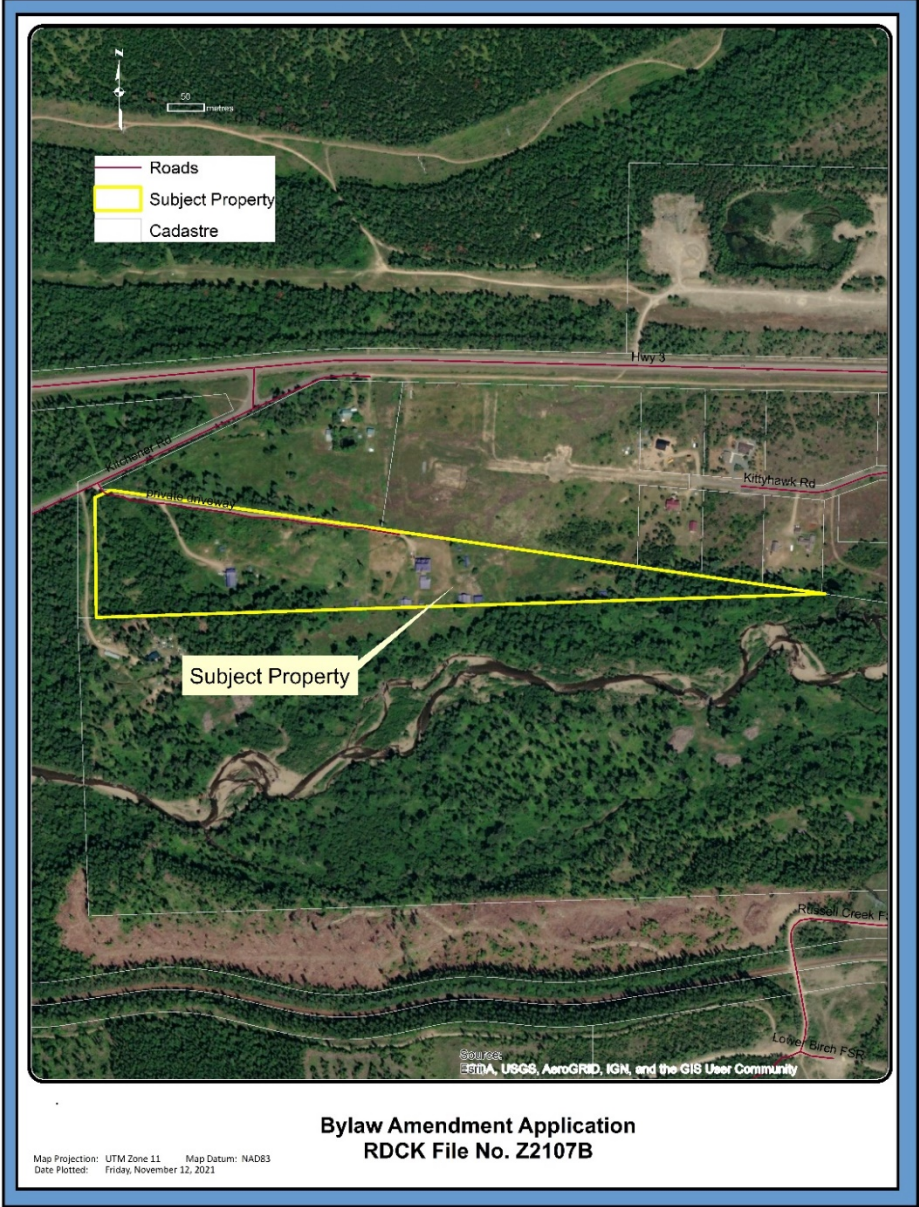 N
50
metres
Roads
Subject Property
Cadastre
Hwy 3
Kitchener Rd
Kittyhawk Rd
private driveway
Subject Property
Russell Creek F
Lower Birch FSR
Source:
USGS, AeroGRID, IGN, and the GIS User Community
Bylaw Amendment Application
RDCK File No. Z2107B
Map Projection: UTM Zone 11 Map Datum: NAD83
Date Plotted: Friday, November 12, 2021